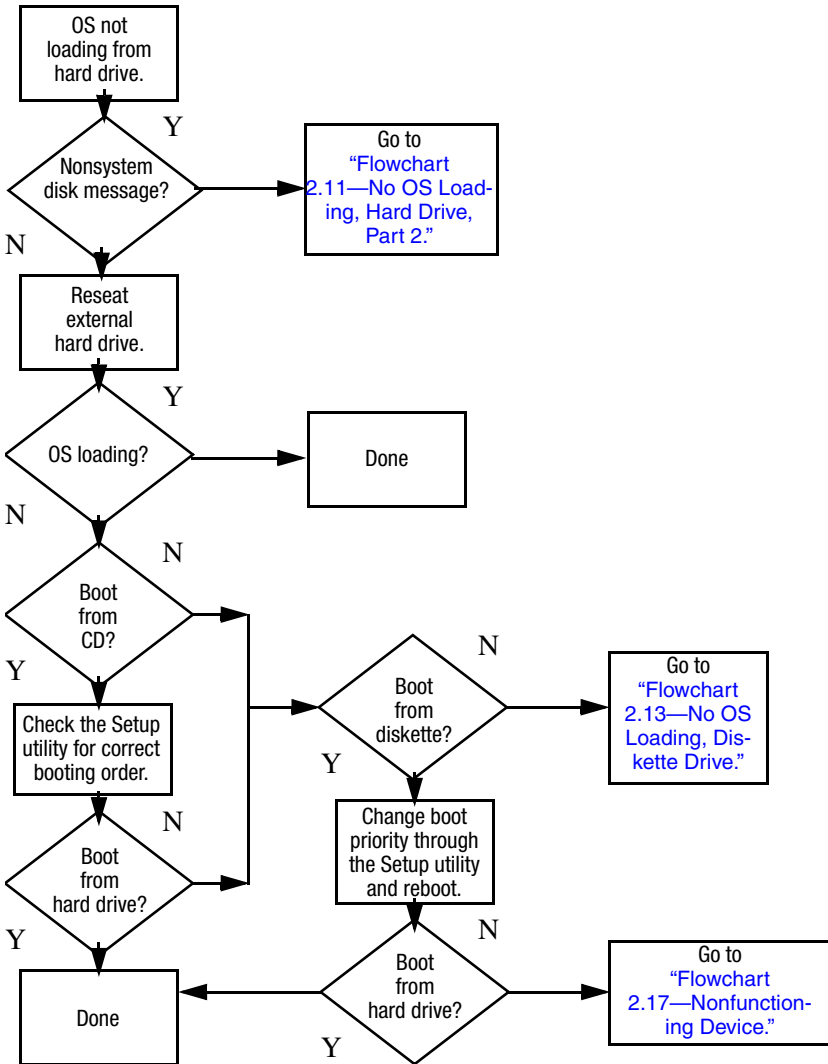 OS not
loading from
hard drive.
Y
Nonsystem
disk message?
Go to
“Flowchart
2.11—No OS Load-
ing, Hard Drive,
Part 2.”
N
Reseat
external
hard drive.
Y
OS loading?
Done
N
N
Boot
from
CD?
Y
Check the Setup
utility for correct
booting order.
N
Boot
from
hard drive?
Y
Done
N
Boot
from
diskette?
Go to
“Flowchart
2.13—No OS
Loading, Dis-
kette Drive.”
Y
Change boot
priority through
the Setup utility
and reboot.
N
Boot
from
hard drive?
Go to
“Flowchart
2.17—Nonfunction-
ing Device.”
Y